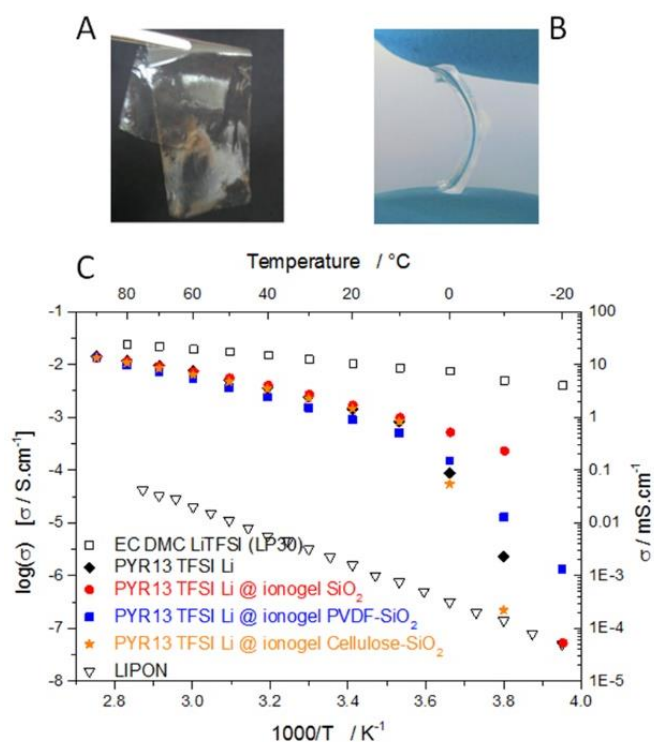 A
B
C
Temperature / °C
80 60 40 20 0 -20
-1
-2
-3
-4
-5
-6
-7
-8
log(σ) [σ / S.cm⁻¹]
100
10
1
0.1
0.01
1E-3
1E-4
1E-5
σ / mS.cm⁻¹
EC DMC LiTFSI (LP30)
PYR13 TFSI Li
PYR13 TFSI Li @ ionogel SiO₂
PYR13 TFSI Li @ ionogel PVDF-SiO₂
PYR13 TFSI Li @ ionogel Cellulose-SiO₂
LIPON
2.8 3.0 3.2 3.4 3.6 3.8 4.0
1000/T / K⁻¹